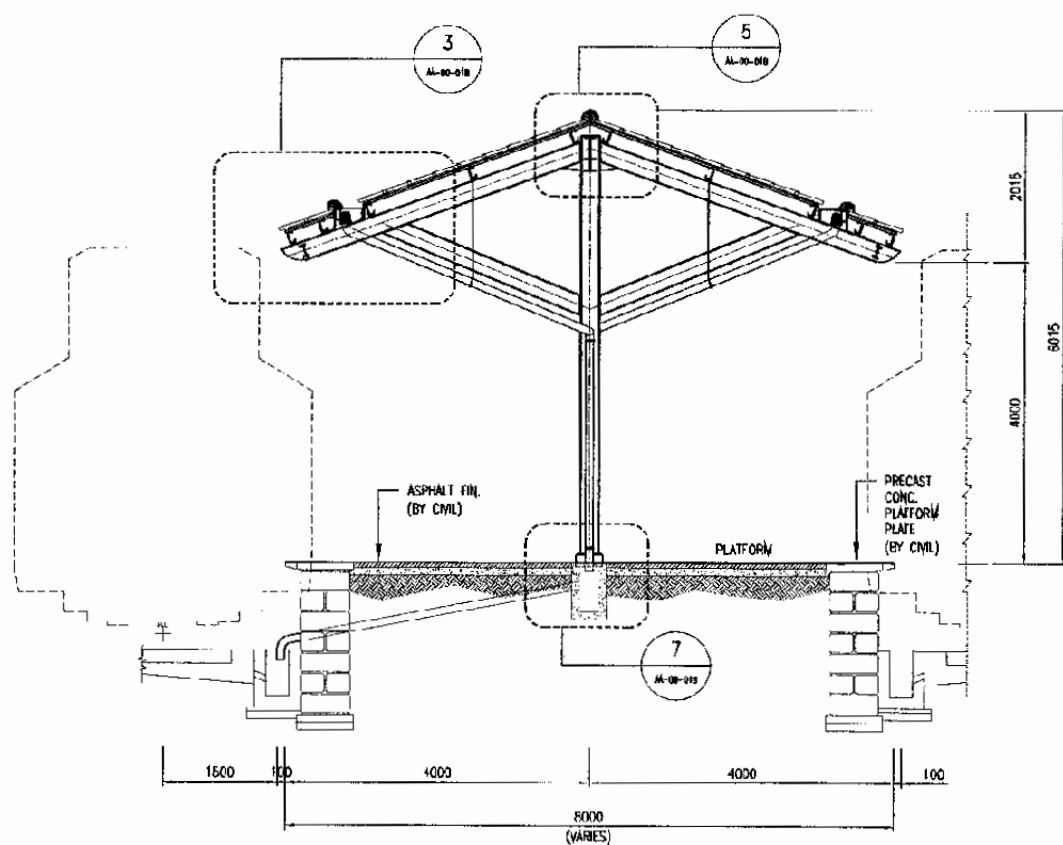 3
5
2015
6015
4000
ASPHALT FIN.
(BY CIVIL)
PRECAST
CONC.
PLATFORM
PLATE
(BY CIVIL)
PLATFORM
7
1500
100
4000
4000
100
8000
(VARIES)